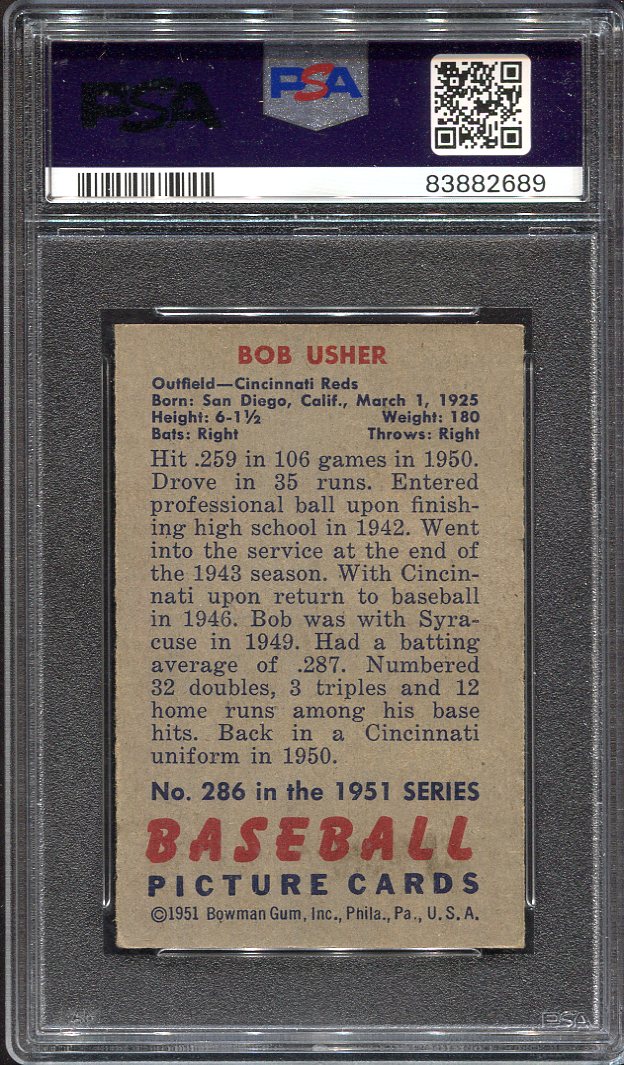 PSA
PSA
83882689
BOB USHER
Outfield—Cincinnati Reds
Born: San Diego, Calif., March 1, 1925
Height: 6-1½ Weight: 180
Bats: Right Throws: Right
Hit .259 in 106 games in 1950.
Drove in 35 runs. Entered
professional ball upon finish-
ing high school in 1942. Went
into the service at the end of
the 1943 season. With Cincin-
nati upon return to baseball
in 1946. Bob was with Syra-
cuse in 1949. Had a batting
average of .287. Numbered
32 doubles, 3 triples and 12
home runs among his base
hits. Back in a Cincinnati
uniform in 1950.
No. 286 in the 1951 SERIES
BASEBALL
PICTURE CARDS
©1951 Bowman Gum, Inc., Phila., Pa., U. S. A.
PSA